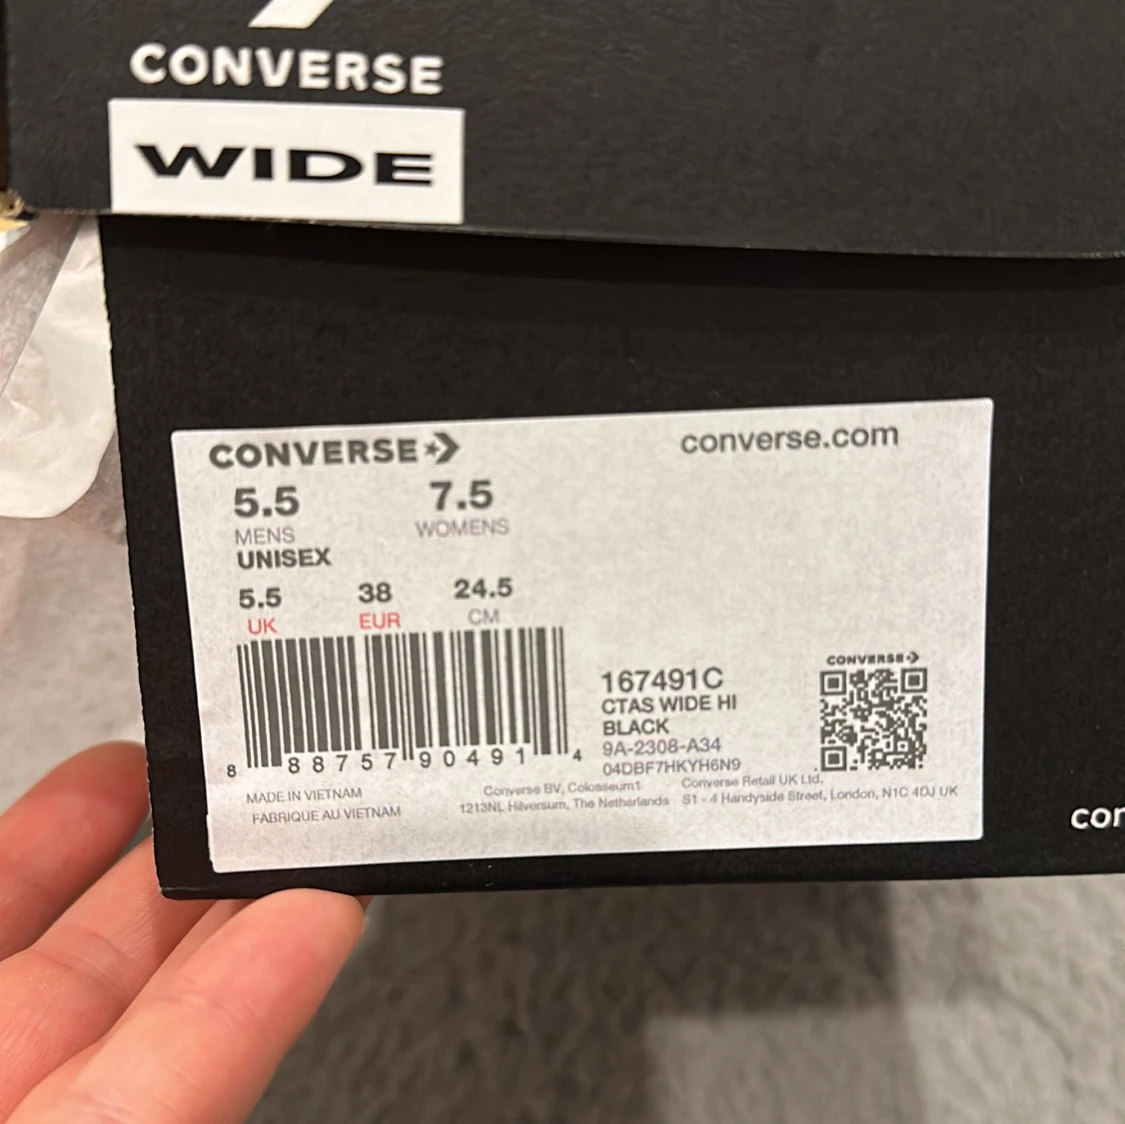 CONVERSE
WIDE
CONVERSE
converse.com
5.5 7.5
MENS WOMENS
UNISEX
5.5 38 24.5
UK EUR CM
8 88757 90491 4
167491C
CTAS WIDE HI
BLACK
9A-2308-A34
04DBF7HKYH6N9
CONVERSE
MADE IN VIETNAM
FABRIQUE AU VIETNAM
Converse BV, Colosseum1
1213NL Hilversum, The Netherlands
Converse Retail UK Ltd.
S1 - 4 Handyside Street, London, N1C 4DJ UK
con